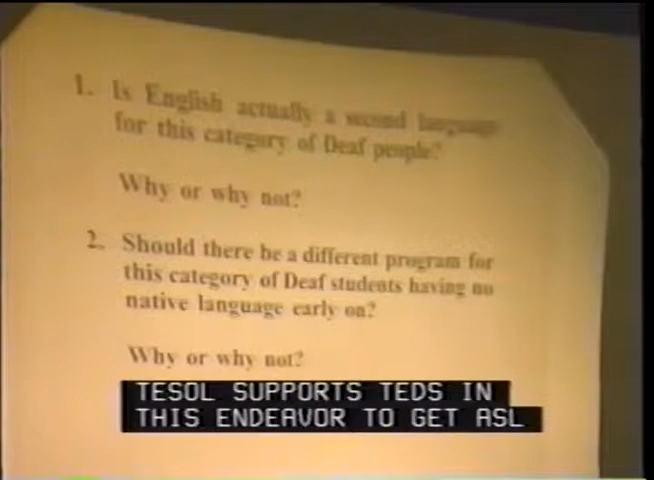 1. Is English actually a second language
for this category of Deaf people?
Why or why not?
2. Should there be a different program for
this category of Deaf students having no
native language early on?
Why or why not?
TESOL SUPPORTS TEDS IN
THIS ENDEAVOR TO GET ASL